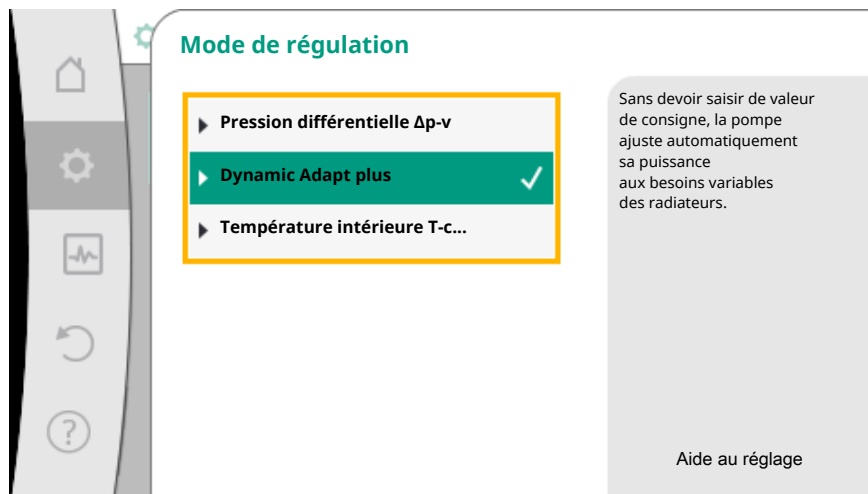 Mode de régulation
Pression différentielle Δp-v
Dynamic Adapt plus
Température intérieure T-c...
Sans devoir saisir de valeur
de consigne, la pompe
ajuste automatiquement
sa puissance
aux besoins variables
des radiateurs.
Aide au réglage
?